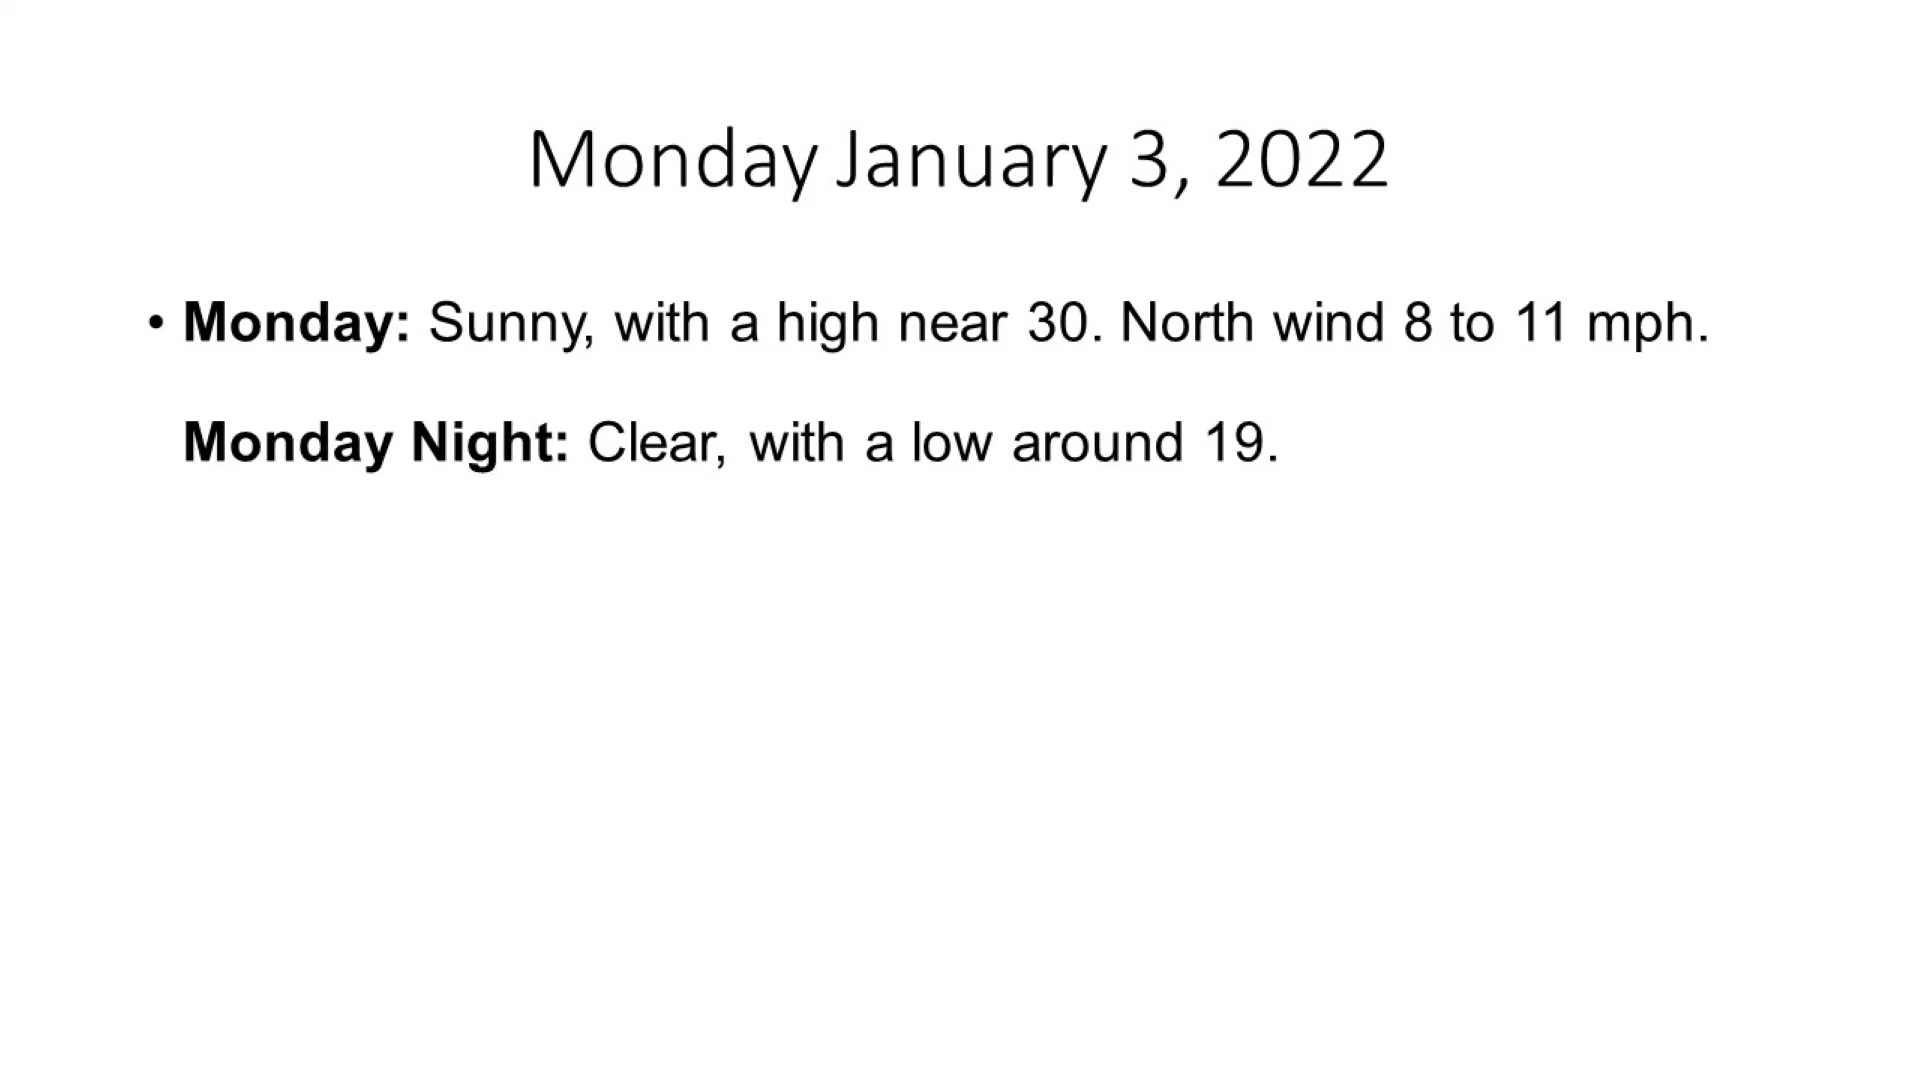 Monday January 3, 2022
• Monday: Sunny, with a high near 30. North wind 8 to 11 mph.
Monday Night: Clear, with a low around 19.